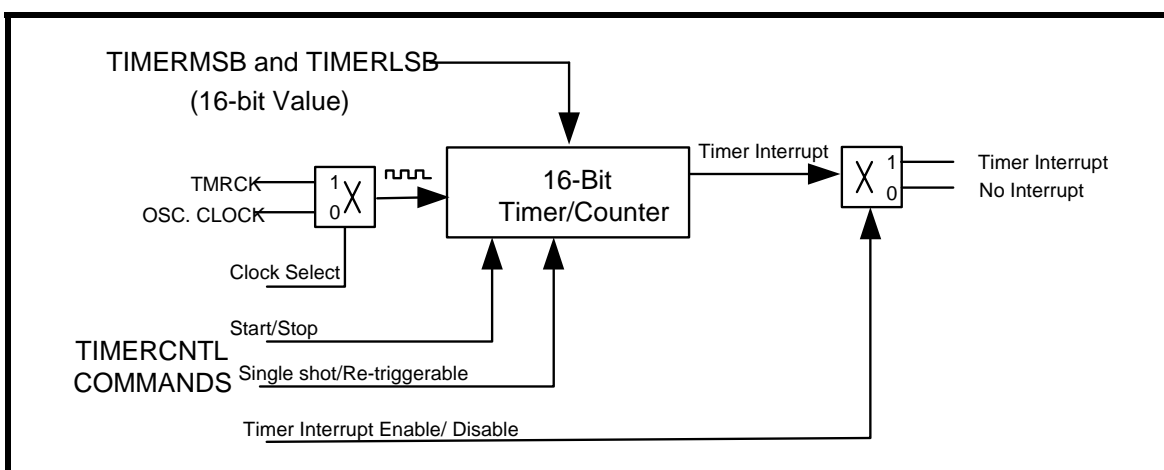 TIMERMSB and TIMERLSB
(16-bit Value)
TMRCK
OSC. CLOCK
1
0
X
Clock Select
16-Bit
Timer/Counter
Timer Interrupt
X
1
0
Timer Interrupt
No Interrupt
Start/Stop
TIMERCNTL
COMMANDS
Single shot/Re-triggerable
Timer Interrupt Enable/ Disable